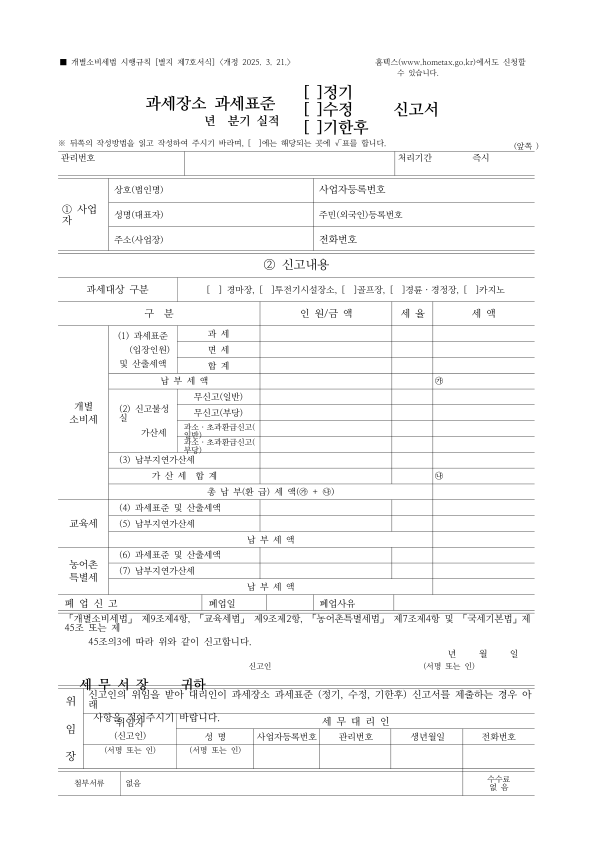 ■ 개별소비세법 시행규칙 [별지 제7호서식] <개정 2025. 3. 21.>
홈텍스(www.hometax.go.kr)에서도 신청할
수 있습니다.
[ ]정기
과세장소 과세표준
[ ]수정 신고서
년 분기 실적
[ ]기한후
※ 뒤쪽의 작성방법을 읽고 작성하여 주시기 바라며, [ ]에는 해당되는 곳에 √표를 합니다.
(앞쪽 )
관리번호 처리기간 즉시
① 사업
자
상호(법인명) 사업자등록번호
성명(대표자) 주민(외국인)등록번호
주소(사업장) 전화번호
② 신고내용
과세대상 구분 [ ] 경마장, [ ]투전기시설장소, [ ]골프장, [ ]경륜ㆍ경정장, [ ]카지노
구 분 인 원/금 액 세 율 세 액
개별
소비세
(1) 과세표준
(입장인원)
및 산출세액
과 세
면 세
합 계
납 부 세 액 ㉮
(2) 신고불성
실
가산세
무신고(일반)
무신고(부당)
과소ㆍ초과환급신고(
일반)
과소ㆍ초과환급신고(
부당)
(3) 납부지연가산세
가 산 세 합 계 ㉯
총 납 부(환 급) 세 액(㉮ + ㉯)
교육세
(4) 과세표준 및 산출세액
(5) 납부지연가산세
납 부 세 액
농어촌
특별세
(6) 과세표준 및 산출세액
(7) 납부지연가산세
납 부 세 액
폐 업 신 고 폐업일 폐업사유
「개별소비세법」 제9조제4항, 「교육세법」 제9조제2항, 「농어촌특별세법」 제7조제4항 및 「국세기본법」제
45조 또는 제
45조의3에 따라 위와 같이 신고합니다.
년 월 일
신고인 (서명 또는 인)
세 무 서 장 귀하
위
임
장
신고인의 위임을 받아 대리인이 과세장소 과세표준 (정기, 수정, 기한후) 신고서를 제출하는 경우 아
래
사항을 적어주시기 바랍니다.
위임자
(신고인)
세 무 대 리 인
성 명 사업자등록번호 관리번호 생년월일 전화번호
(서명 또는 인) (서명 또는 인)
첨부서류 없음
수수료
없 음